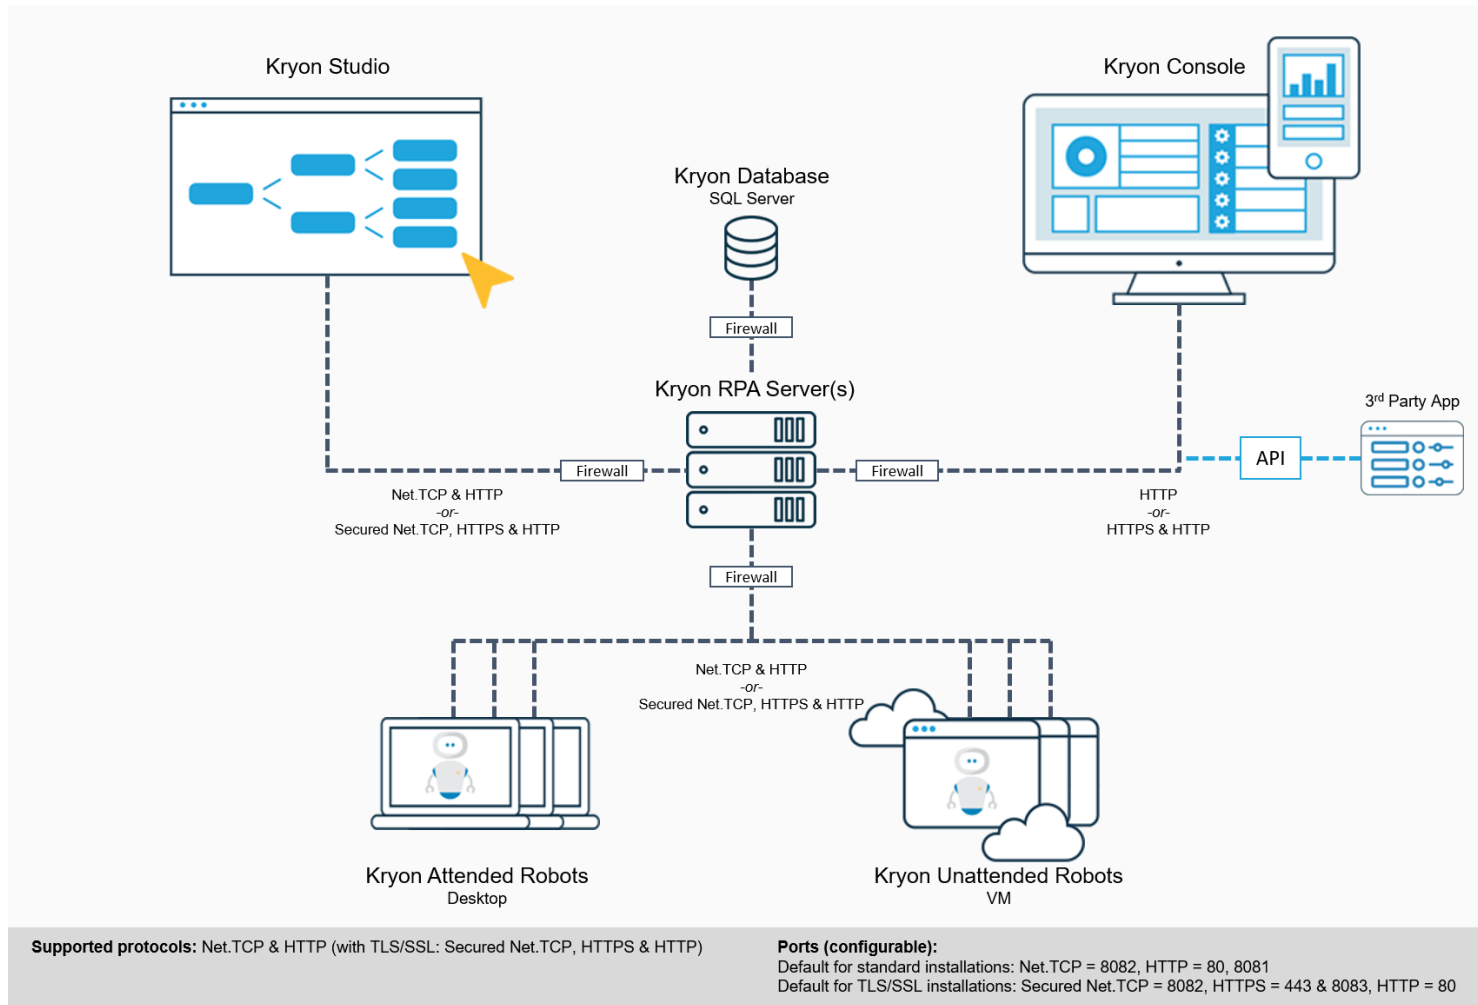 Kryon Studio
Kryon Console
Kryon Database
SQL Server
Firewall
Kryon RPA Server(s)
3rd Party App
Firewall
Firewall
API
Net.TCP & HTTP
-or-
Secured Net.TCP, HTTPS & HTTP
HTTP
-or-
HTTPS & HTTP
Firewall
Net.TCP & HTTP
-or-
Secured Net.TCP, HTTPS & HTTP
Kryon Attended Robots
Desktop
Kryon Unattended Robots
VM
Supported protocols: Net.TCP & HTTP (with TLS/SSL: Secured Net.TCP, HTTPS & HTTP)
Ports (configurable):
Default for standard installations: Net.TCP = 8082, HTTP = 80, 8081
Default for TLS/SSL installations: Secured Net.TCP = 8082, HTTPS = 443 & 8083, HTTP = 80